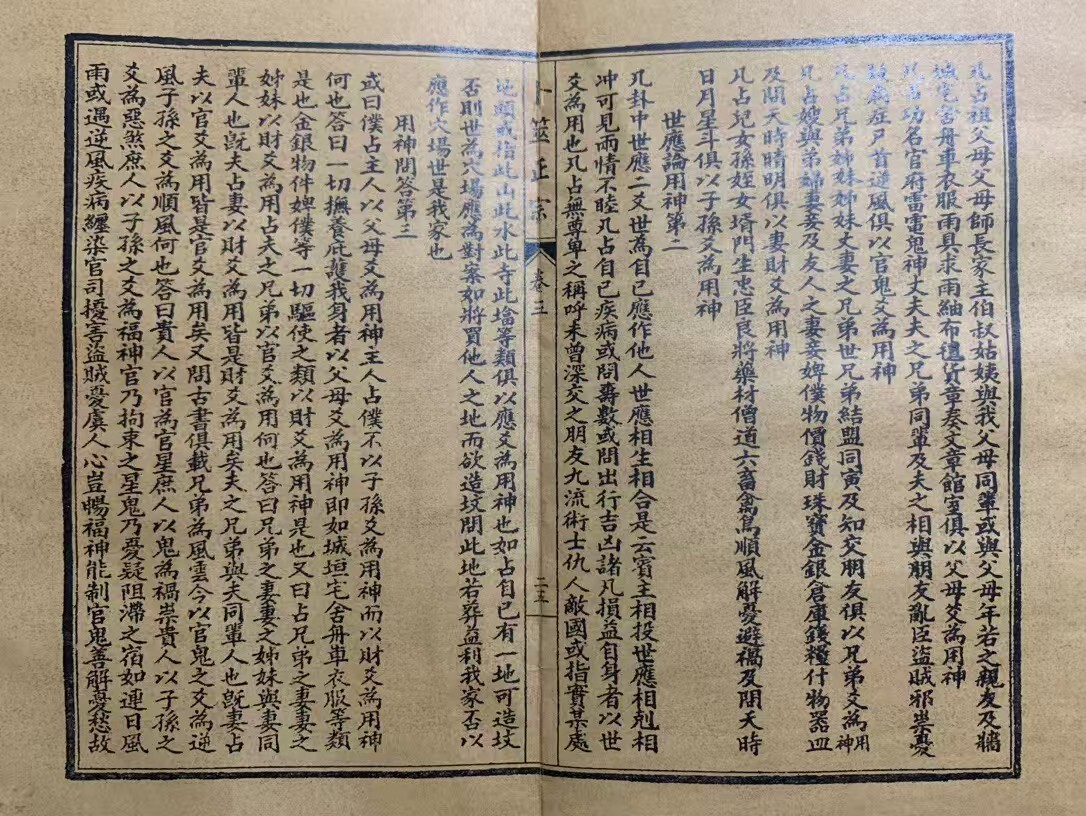 凡占祖父母父母師長家主伯叔姑姨與我父母同輩或與父母年若之親友及牆
城宅舍舟車衣服雨具求雨紬布氊貨章奏文章館室俱以父母爻為用神
凡占功名官府雷電鬼神丈夫夫之兄弟同輩及夫之相與朋友亂臣盜賊邪祟憂
疑病症尸首逆風俱以官鬼爻為用神
凡占兄弟姊妹姊妹丈妻之兄弟世兄弟結盟同寅及知交朋友俱以兄弟爻為用神
凡占嫂與弟婦妻妾及友人之妻妾婢僕物價錢財珠寶金銀倉庫錢糧什物器皿
及問天時晴明俱以妻財爻為用神
凡占兒女孫姪女壻門生忠臣良將藥材僧道六畜禽鳥順風解憂避禍及問天時
日月星斗俱以子孫爻為用神
世應論用神第二
凡卦中世應二爻世為自己應作他人世應相生相合是云賓主相投世應相剋相
冲可見兩情不睦凡占自己疾病或問壽數或問出行吉凶諸凡損益自身者以世
爻為用也凡占無尊卑之稱呼未曾深交之朋友九流術士仇人敵國或指實某處
卜筮正宗
卷三
二五
地頭或指此山此水此寺此墖等類俱以應爻為用神也如占自己有一地可造坟
否則世為穴場應為對案如將買他人之地而欲造坟問此地若葬益利我家否以
應作穴場世是我家也
用神問答第三
或曰僕占主人以父母爻為用神主人占僕不以子孫爻為用神而以財爻為用神
何也答曰一切撫養庇護我身者以父母爻為用神即如城垣宅舍舟車衣服等類
是也金銀物件婢僕等一切驅使之類以財爻為用神是也又曰占兄弟之妻妻之
姊妹以財爻為用占夫之兄弟以官爻為用何也答曰兄弟之妻妻之姊妹與妻同
輩人也旣夫占妻以財爻為用皆是財爻為用矣夫之兄弟與夫同輩人也旣妻占
夫以官爻為用皆是官爻為用矣又問古書俱載兄弟為風雲今以官鬼之爻為逆
風子孫之爻為順風何也答曰貴人以官為官星庶人以鬼為禍祟貴人以子孫之
爻為惡煞庶人以子孫之爻為福神官乃拘束之星鬼乃憂疑阻滯之宿如連日風
雨或遇逆風疾病纏染官司擾害盜賊憂虞人心豈暢福神能制官鬼善解憂愁故